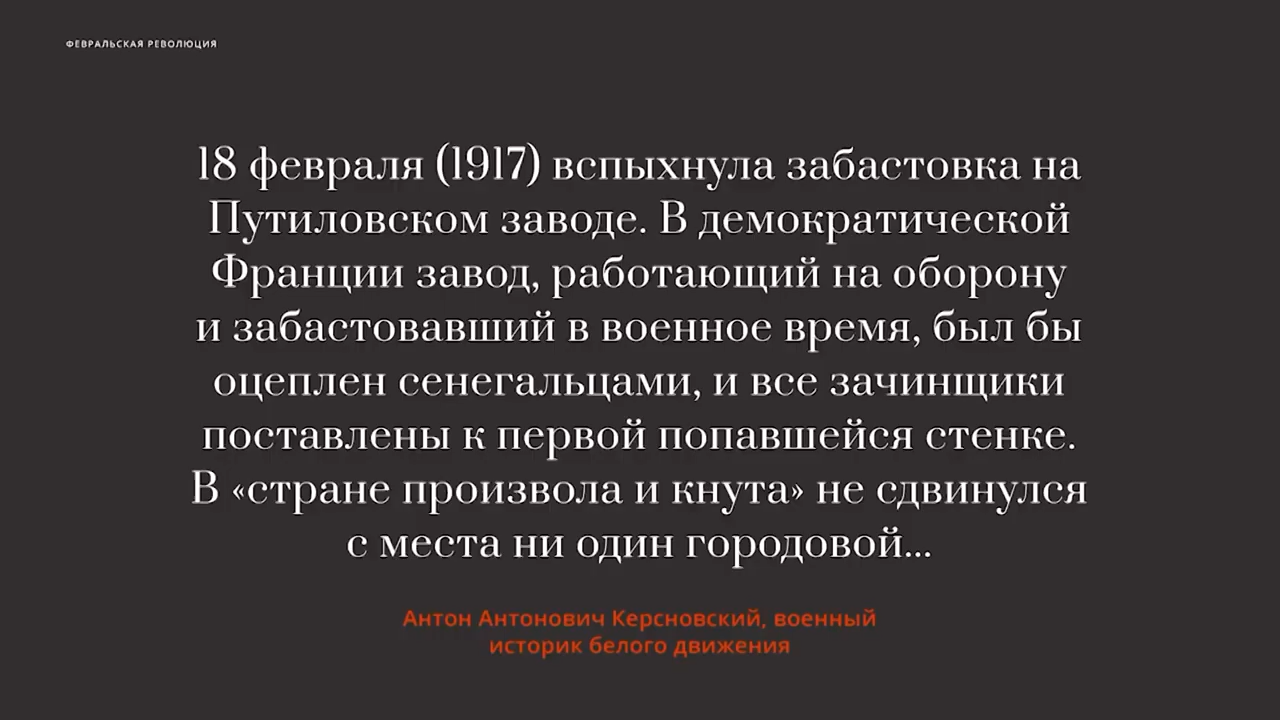 ФЕВРАЛЬСКАЯ РЕВОЛЮЦИЯ
18 февраля (1917) вспыхнула забастовка на
Путиловском заводе. В демократической
Франции завод, работающий на оборону
и забастовавший в военное время, был бы
оцеплен сенегальцами, и все зачинщики
поставлены к первой попавшейся стенке.
В «стране произвола и кнута» не сдвинулся
с места ни один городовой...
Антон Антонович Керсновский, военный
историк белого движения